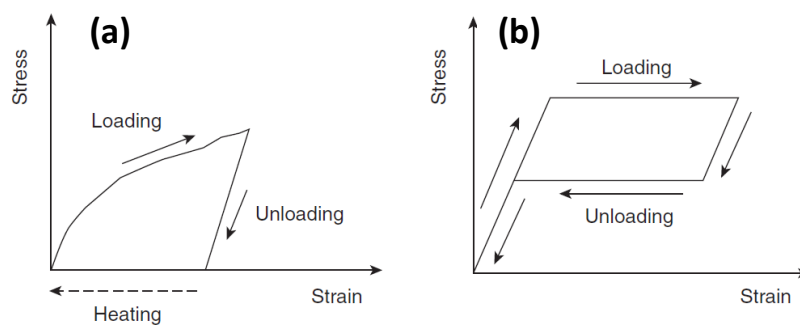 (a)
Stress
Loading
Unloading
Heating
Strain
(b)
Stress
Loading
Unloading
Strain